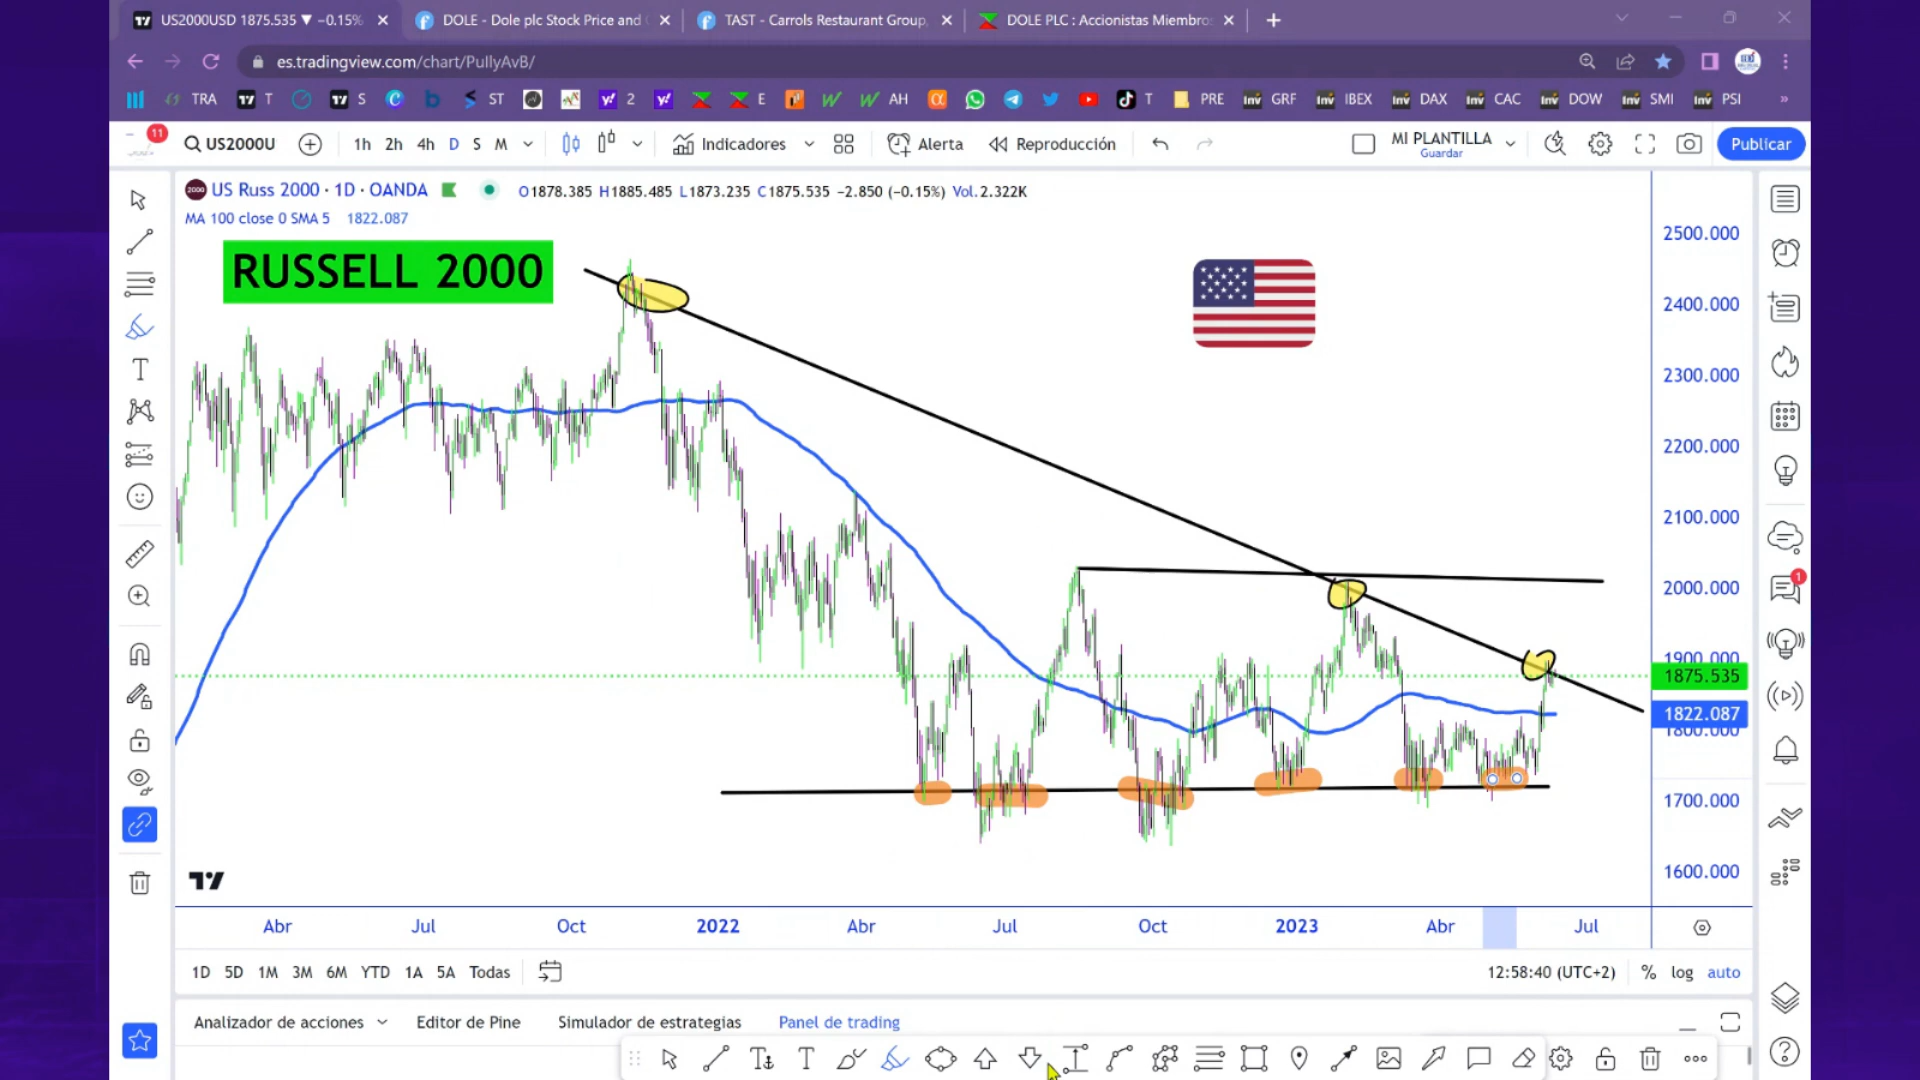 US2000USD 1875.535 ▼ −0.15%
DOLE - Dole plc Stock Price and
TAST - Carrols Restaurant Group,
DOLE PLC : Accionistas Miembros
es.tradingview.com/chart/PullyAvB/
TRA T S ST 2 E AH T PRE GRF IBEX DAX CAC DOW SMI PSI »
11 US2000U 1h 2h 4h D S M Indicadores Alerta Reproducción MI PLANTILLA Publicar
Guardar
US Russ 2000 · 1D · OANDA O1878.385 H1885.485 L1873.235 C1875.535 −2.850 (−0.15%) Vol.2.322K
MA 100 close 0 SMA 5 1822.087
RUSSELL 2000
2500.000
2400.000
2300.000
2200.000
2100.000
2000.000
1900.000
1875.535
1822.087
1800.000
1700.000
1600.000
1
Abr Jul Oct 2022 Abr Jul Oct 2023 Abr Jul
1D 5D 1M 3M 6M YTD 1A 5A Todas 12:58:40 (UTC+2) % log auto
Analizador de acciones Editor de Pine Simulador de estrategias Panel de trading